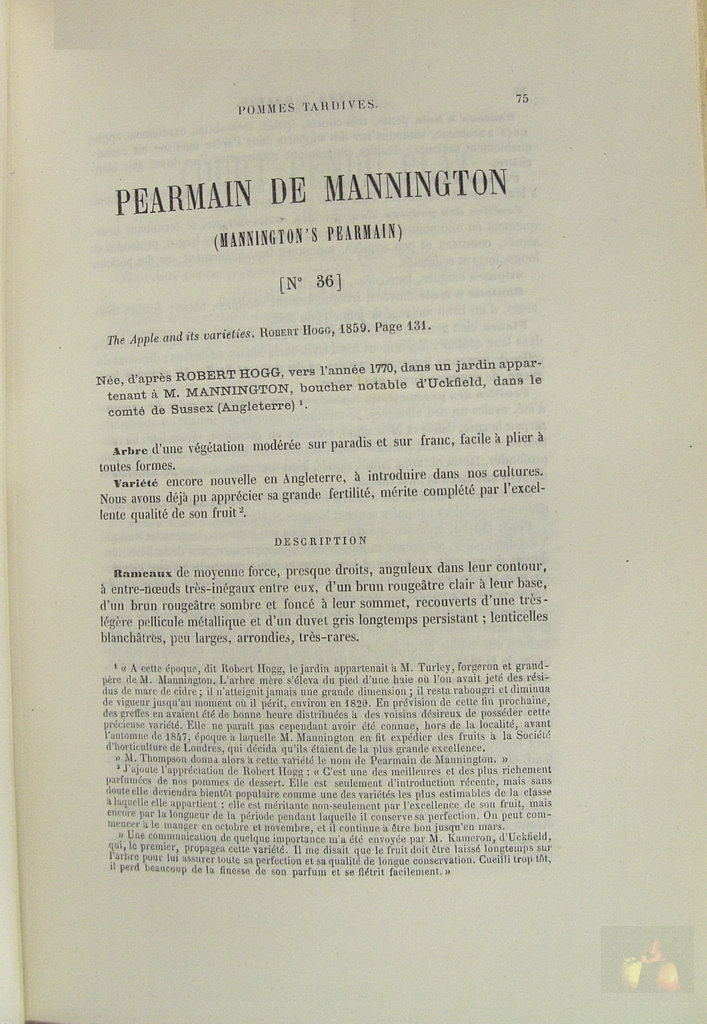 POMMES TARDIVES.
75
PEARMAIN DE MANNINGTON
(MANNINGTON'S PEARMAIN)
[N° 36]
The Apple and its varieties. ROBERT HOGG, 1859. Page 131.
Née, d'après ROBERT HOGG, vers l'année 1770, dans un jardin appar-
tenant à M. MANNINGTON, boucher notable d'Uckfield, dans le
comté de Sussex (Angleterre) ¹.
Arbre d'une végétation modérée sur paradis et sur franc, facile à plier à
toutes formes.
Variété encore nouvelle en Angleterre, à introduire dans nos cultures.
Nous avons déjà pu apprécier sa grande fertilité, mérite complété par l'excel-
lente qualité de son fruit ².
DESCRIPTION
Rameaux de moyenne force, presque droits, anguleux dans leur contour,
à entre-nœuds très-inégaux entre eux, d'un brun rougeâtre clair à leur base,
d'un brun rougeâtre sombre et foncé à leur sommet, recouverts d'une très-
légère pellicule métallique et d'un duvet gris longtemps persistant ; lenticelles
blanchâtres, peu larges, arrondies, très-rares.
¹ « A cette époque, dit Robert Hogg, le jardin appartenait à M. Turley, forgeron et grand-
père de M. Mannington. L'arbre mère s'éleva du pied d'une haie où l'on avait jeté des rési-
dus de marc de cidre ; il n'atteignit jamais une grande dimension ; il resta rabougri et diminua
de vigueur jusqu'au moment où il périt, environ en 1820. En prévision de cette fin prochaine,
des greffes en avaient été de bonne heure distribuées à des voisins désireux de posséder cette
précieuse variété. Elle ne paraît pas cependant avoir été connue, hors de la localité, avant
l'automne de 1847, époque à laquelle M. Mannington en fit expédier des fruits à la Société
d'horticulture de Londres, qui décida qu'ils étaient de la plus grande excellence.
» M. Thompson donna alors à cette variété le nom de Pearmain de Mannington. »
² J'ajoute l'appréciation de Robert Hogg : « C'est une des meilleures et des plus richement
parfumées de nos pommes de dessert. Elle est seulement d'introduction récente, mais sans
doute elle deviendra bientôt populaire comme une des variétés les plus estimables de la classe
à laquelle elle appartient ; elle est méritante non-seulement par l'excellence de son fruit, mais
encore par la longueur de la période pendant laquelle il conserve sa perfection. On peut com-
mencer à le manger en octobre et novembre, et il continue à être bon jusqu'en mars.
» Une communication de quelque importance m'a été envoyée par M. Kameron, d'Uckfield,
qui, le premier, propagea cette variété. Il me disait que le fruit doit être laissé longtemps sur
l'arbre pour lui assurer toute sa perfection et sa qualité de longue conservation. Cueilli trop tôt,
il perd beaucoup de la finesse de son parfum et se flétrit facilement. »